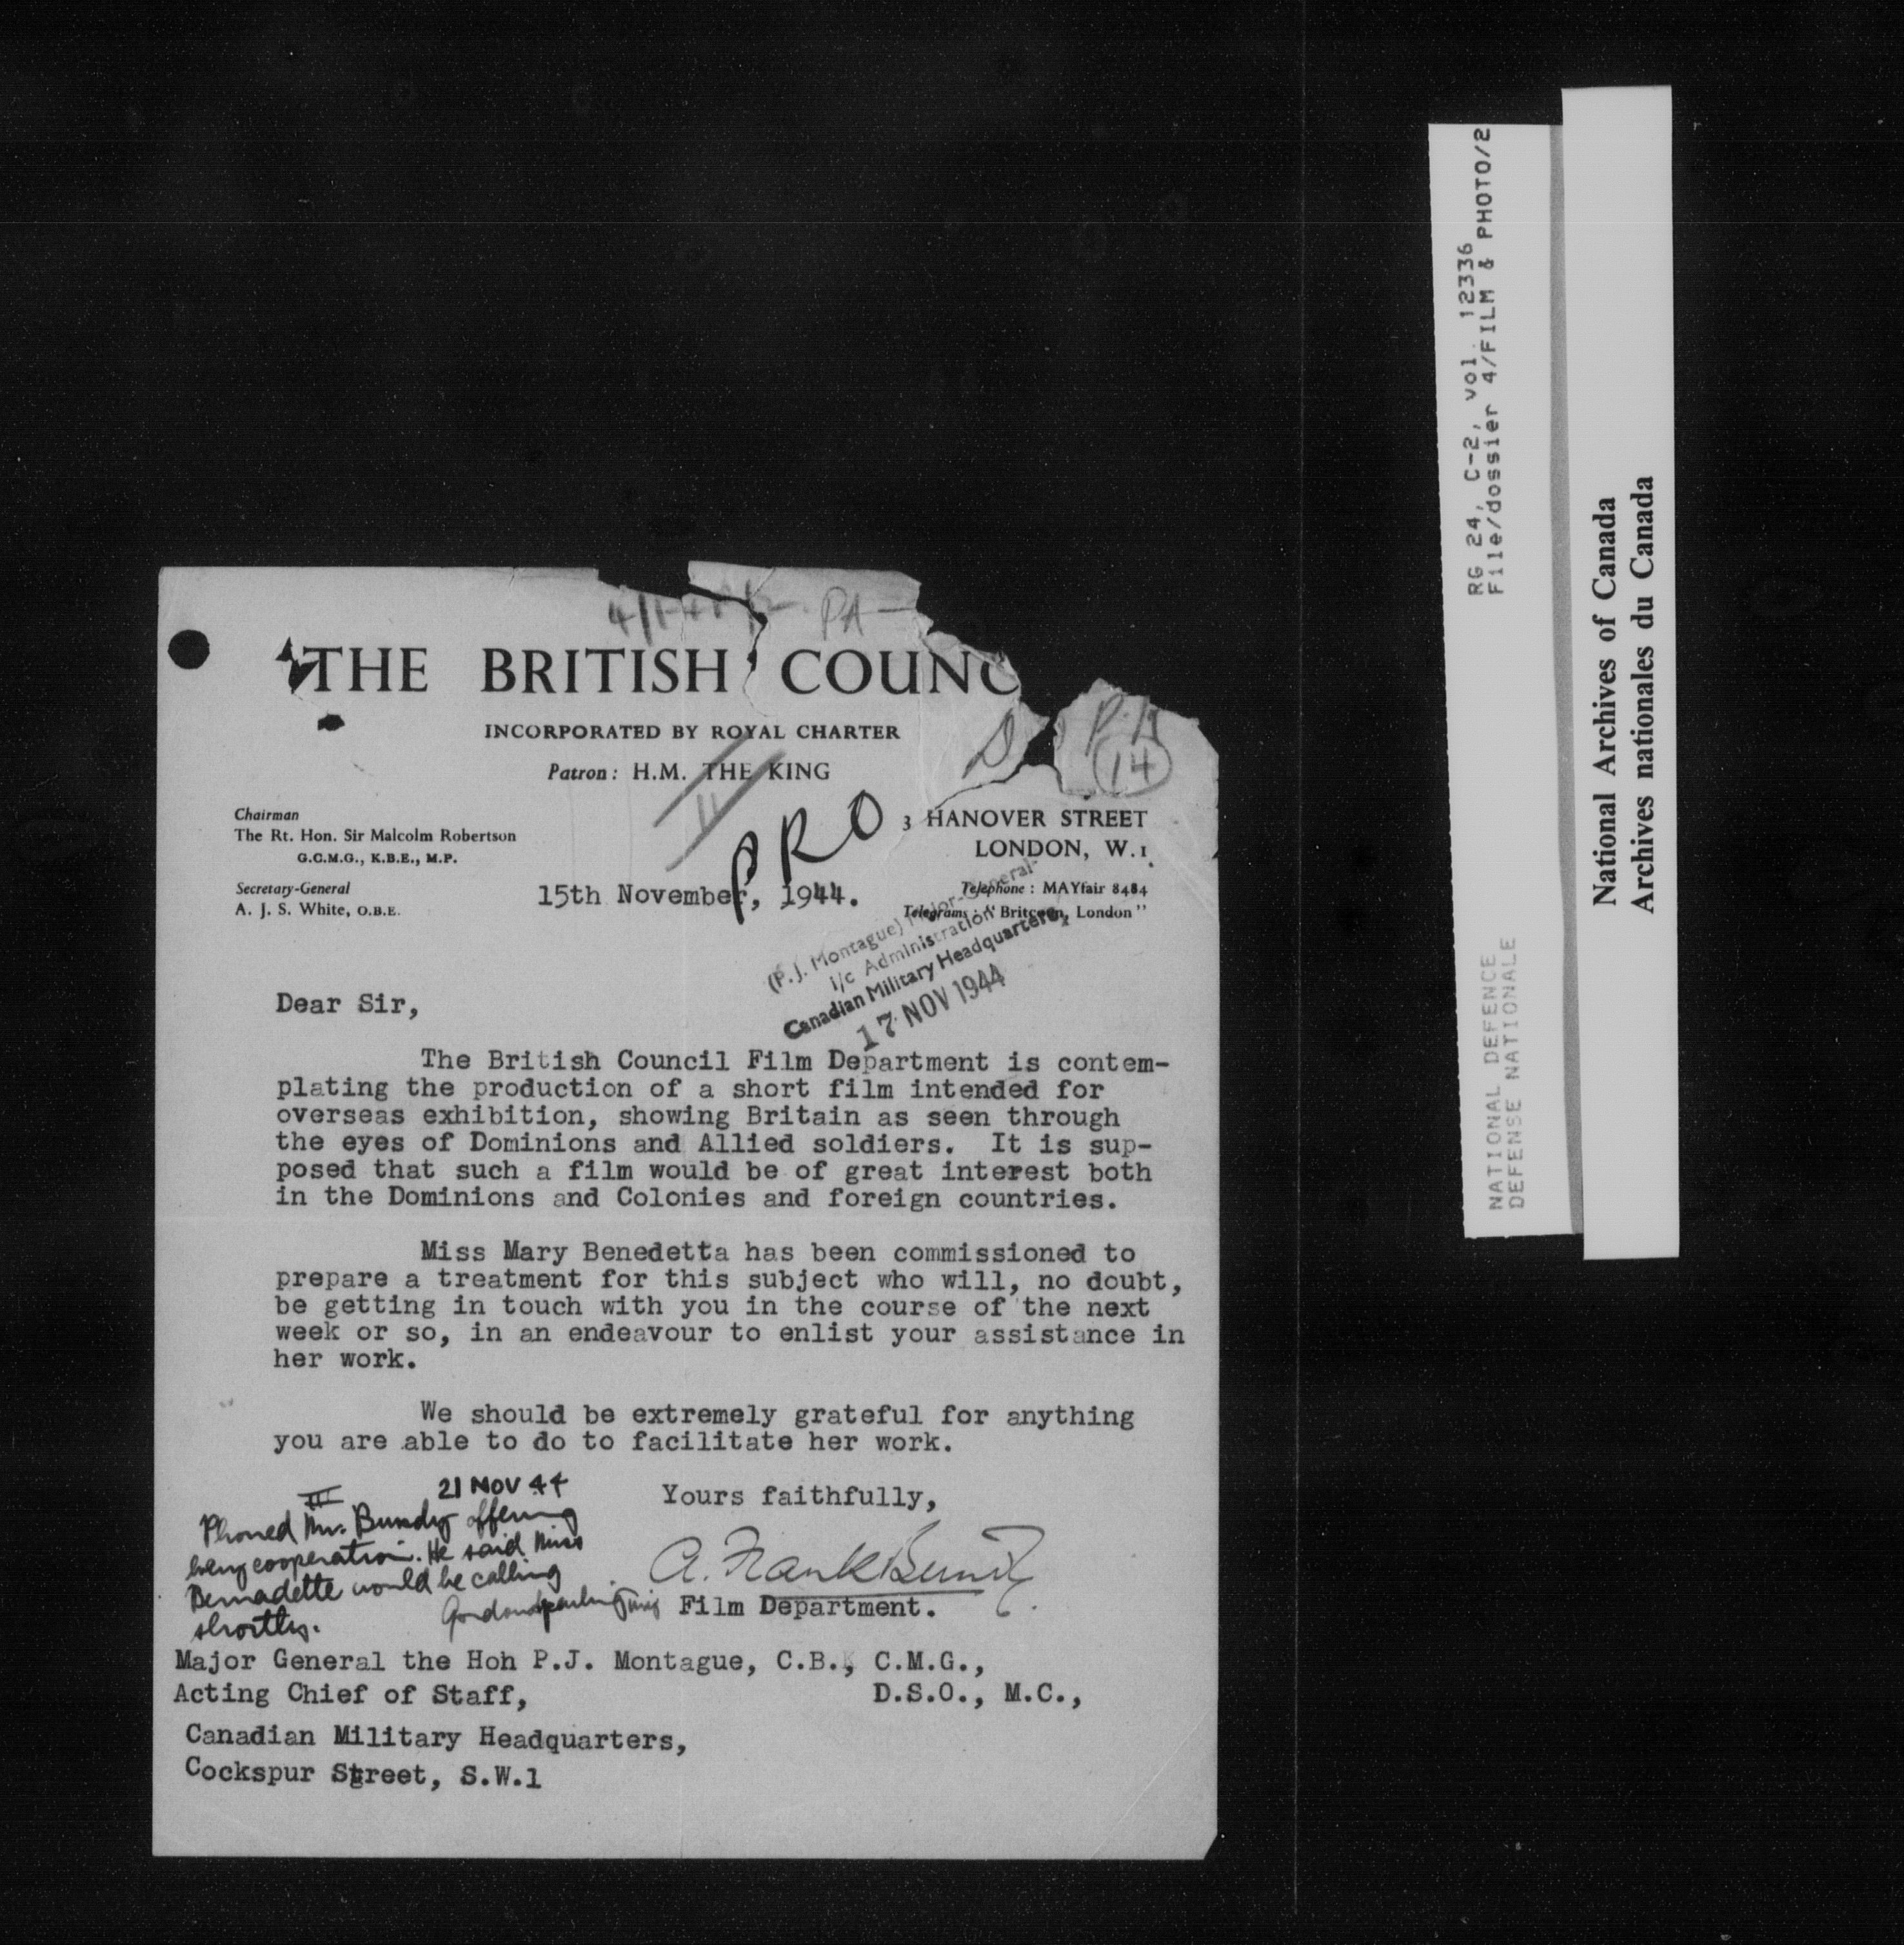 PA
THE BRITISH COUNC
INCORPORATED BY ROYAL CHARTER
Patron: H.M. THE KING
D
P.A
14
11
PRO
Chairman
The Rt. Hon. Sir Malcolm Robertson
G.C.M.G., K.B.E., M.P.
Secretary-General
A. J. S. White, O.B.E.
3 HANOVER STREET
LONDON, W.1.
Telephone: MAYfair 8484
Telegrams: "Britcoun, London"
15th November, 1944.
(P.J. Montague) Major-General
i/c Administration
Canadian Military Headquarters
17 NOV 1944
Dear Sir,
The British Council Film Department is contem-
plating the production of a short film intended for
overseas exhibition, showing Britain as seen through
the eyes of Dominions and Allied soldiers. It is sup-
posed that such a film would be of great interest both
in the Dominions and Colonies and foreign countries.
Miss Mary Benedetta has been commissioned to
prepare a treatment for this subject who will, no doubt,
be getting in touch with you in the course of the next
week or so, in an endeavour to enlist your assistance in
her work.
We should be extremely grateful for anything
you are able to do to facilitate her work.
Yours faithfully,
A. Frank Bundy
Film Department.
III
21 NOV 44
Phoned Mr. Bundy offering
every cooperation. He said Miss
Bernadette would be calling
shortly.
Gordon Sparling
Major General the Hoh P.J. Montague, C.B., C.M.G.,
Acting Chief of Staff, D.S.O., M.C.,
Canadian Military Headquarters,
Cockspur Street, S.W.1
RG 24, C-2, vol. 12336
File/dossier 4/FILM & PHOTO/2
NATIONAL DEFENCE
DEFENSE NATIONALE
National Archives of Canada
Archives nationales du Canada